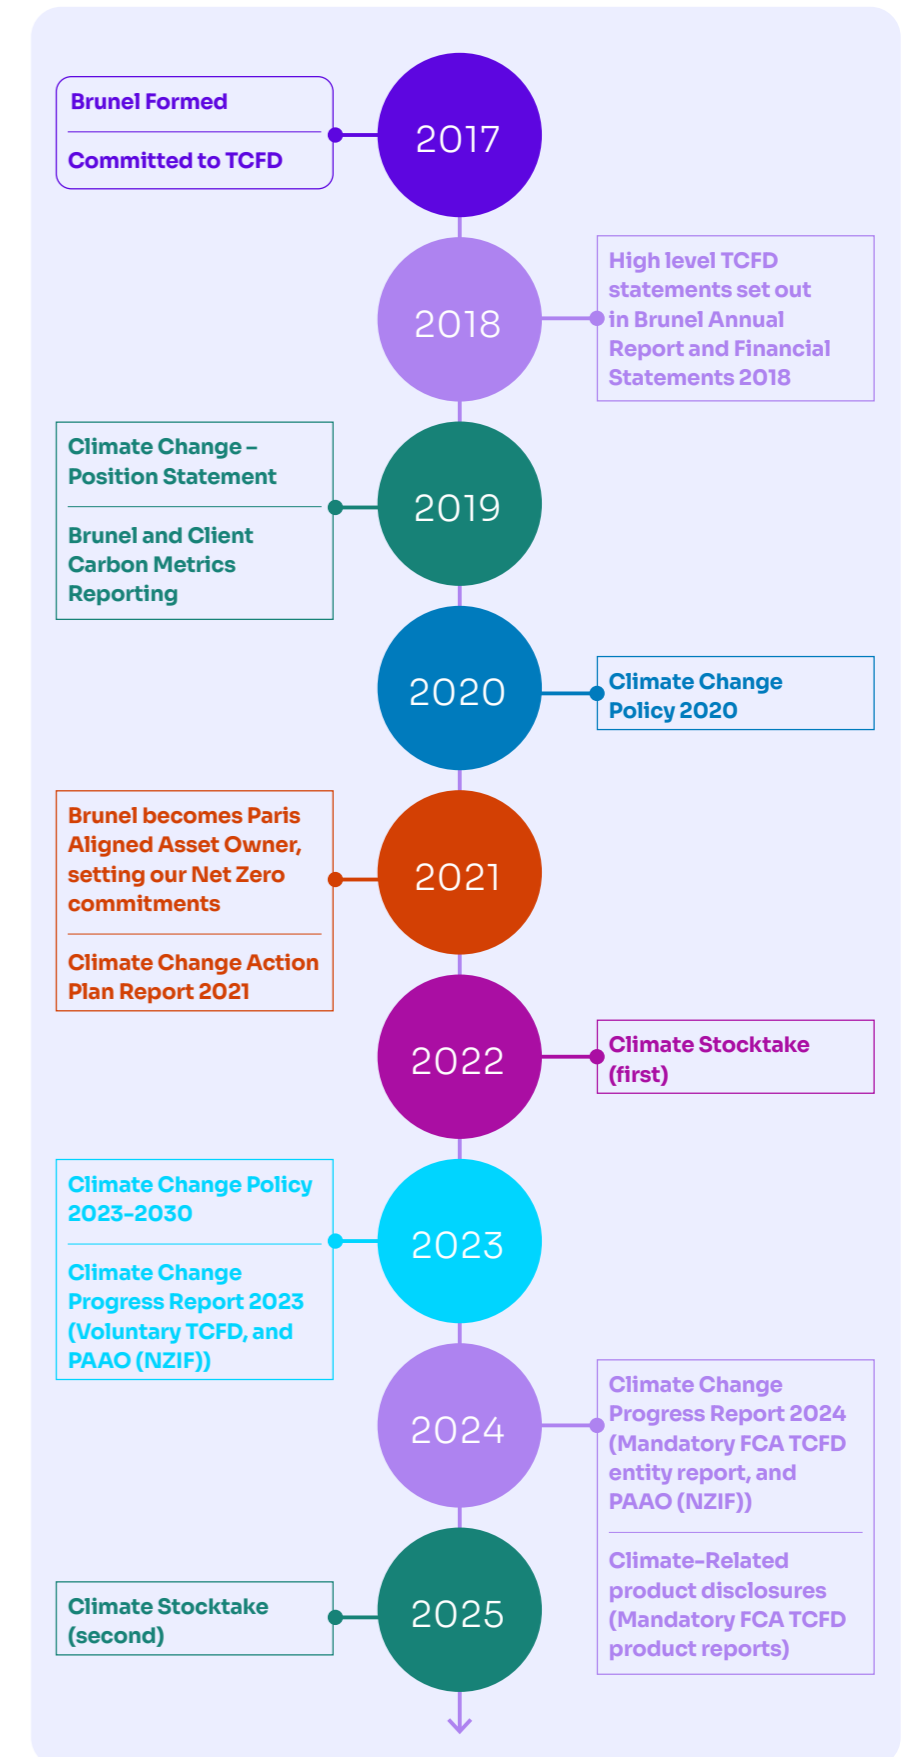 2017
Brunel Formed
Committed to TCFD
2018
High level TCFD
statements set out
in Brunel Annual
Report and Financial
Statements 2018
2019
Climate Change –
Position Statement
Brunel and Client
Carbon Metrics
Reporting
2020
Climate Change
Policy 2020
2021
Brunel becomes Paris
Aligned Asset Owner,
setting our Net Zero
commitments
Climate Change Action
Plan Report 2021
2022
Climate Stocktake
(first)
2023
Climate Change Policy
2023-2030
Climate Change
Progress Report 2023
(Voluntary TCFD, and
PAAO (NZIF))
2024
Climate Change
Progress Report 2024
(Mandatory FCA TCFD
entity report, and
PAAO (NZIF))
Climate-Related
product disclosures
(Mandatory FCA TCFD
product reports)
2025
Climate Stocktake
(second)